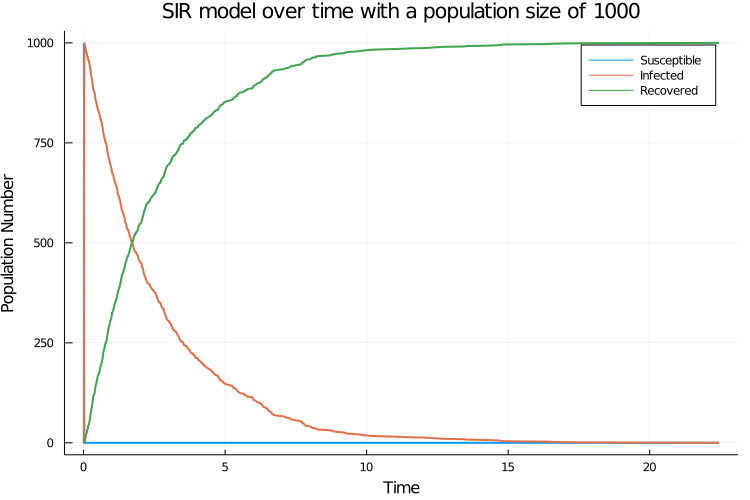 SIR model over time with a population size of 1000
1000
Susceptible
Infected
Recovered
750
Population Number
500
250
0
0 5 10 15 20
Time